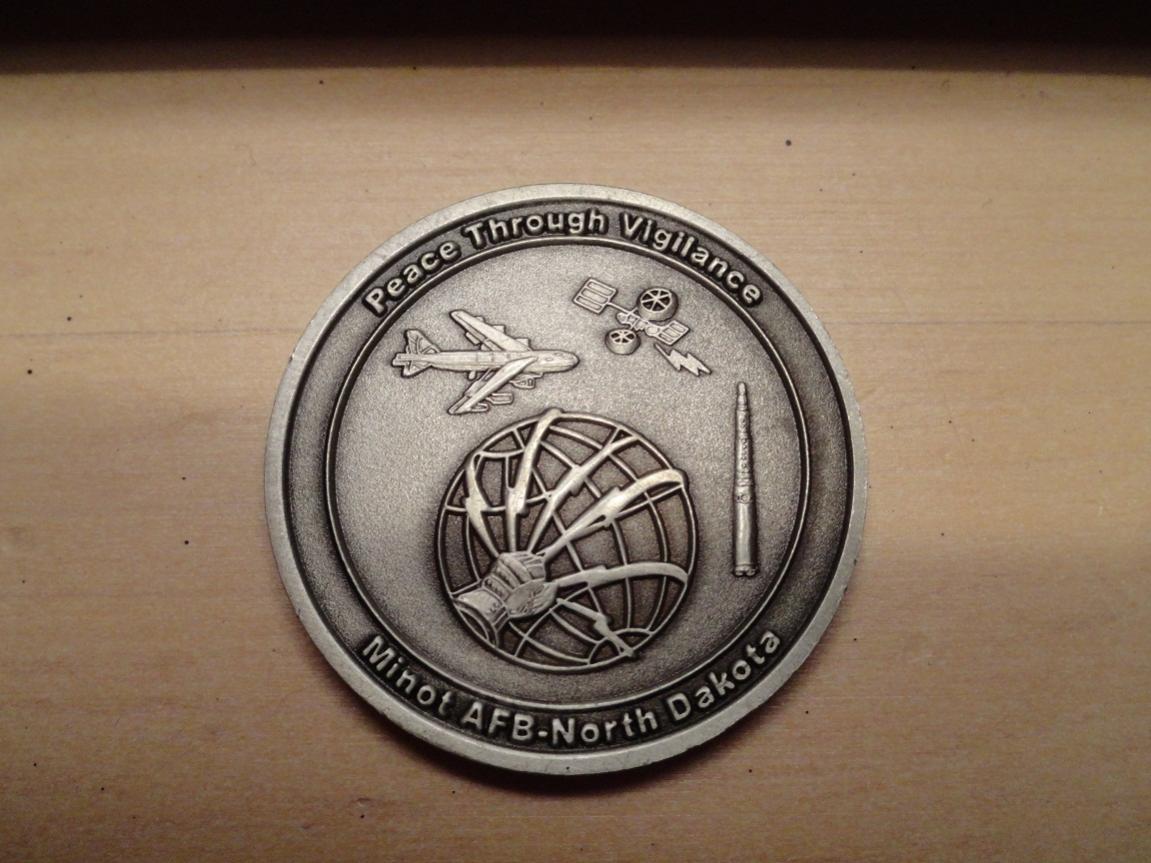 Peace Through Vigilance
Minot AFB-North Dakota